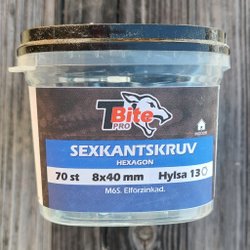 TBite
PRO
SEXKANTSKRUV
HEXAGON
70 st 8x40 mm Hylsa 13
M6S. Elförzinkad.